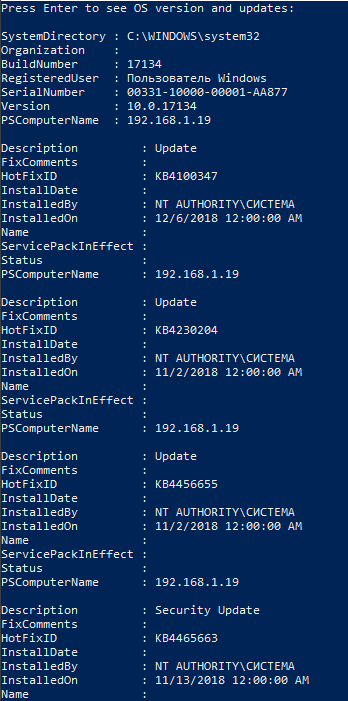 Press Enter to see OS version and updates:
SystemDirectory : C:\WINDOWS\system32
Organization :
BuildNumber : 17134
RegisteredUser : Пользователь Windows
SerialNumber : 00331-10000-00001-AA877
Version : 10.0.17134
PSComputerName : 192.168.1.19
Description : Update
FixComments :
HotFixID : KB4100347
InstallDate :
InstalledBy : NT AUTHORITY\СИСТЕМА
InstalledOn : 12/6/2018 12:00:00 AM
Name :
ServicePackInEffect :
Status :
PSComputerName : 192.168.1.19
Description : Update
FixComments :
HotFixID : KB4230204
InstallDate :
InstalledBy : NT AUTHORITY\СИСТЕМА
InstalledOn : 11/2/2018 12:00:00 AM
Name :
ServicePackInEffect :
Status :
PSComputerName : 192.168.1.19
Description : Update
FixComments :
HotFixID : KB4456655
InstallDate :
InstalledBy : NT AUTHORITY\СИСТЕМА
InstalledOn : 11/2/2018 12:00:00 AM
Name :
ServicePackInEffect :
Status :
PSComputerName : 192.168.1.19
Description : Security Update
FixComments :
HotFixID : KB4465663
InstallDate :
InstalledBy : NT AUTHORITY\СИСТЕМА
InstalledOn : 11/13/2018 12:00:00 AM
Name :